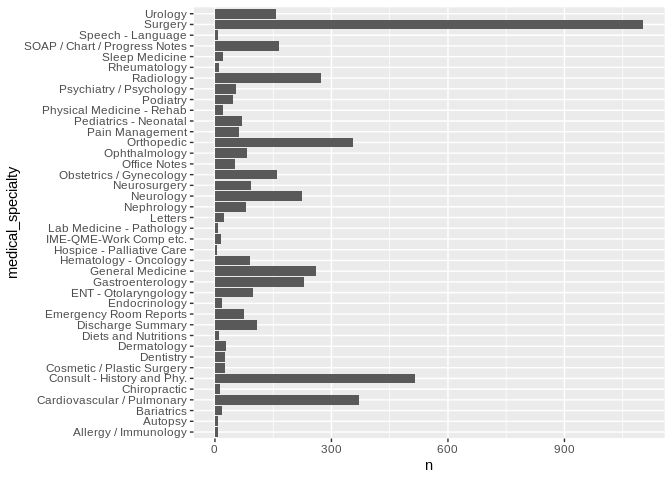 Urology
Surgery
Speech - Language
SOAP / Chart / Progress Notes
Sleep Medicine
Rheumatology
Radiology
Psychiatry / Psychology
Podiatry
Physical Medicine - Rehab
Pediatrics - Neonatal
Pain Management
Orthopedic
Ophthalmology
Office Notes
Obstetrics / Gynecology
Neurosurgery
Neurology
Nephrology
Letters
Lab Medicine - Pathology
IME-QME-Work Comp etc.
Hospice - Palliative Care
Hematology - Oncology
General Medicine
Gastroenterology
ENT - Otolaryngology
Endocrinology
Emergency Room Reports
Discharge Summary
Diets and Nutritions
Dermatology
Dentistry
Cosmetic / Plastic Surgery
Consult - History and Phy.
Chiropractic
Cardiovascular / Pulmonary
Bariatrics
Autopsy
Allergy / Immunology
medical_specialty
0 300 600 900
n